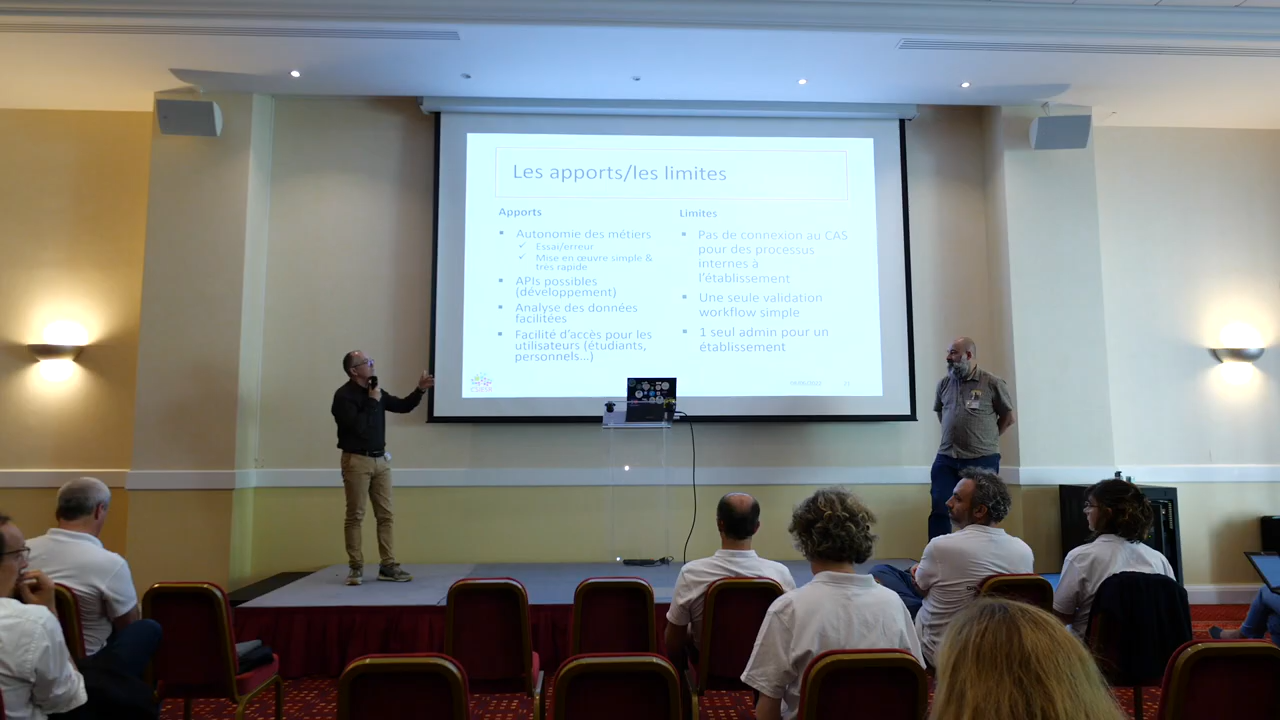 Les apports/les limites
Apports
Autonomie des métiers
Essai/erreur
Mise en œuvre simple &
très rapide
APIs possibles
(développement)
Analyse des données
facilitées
Facilité d'accès pour les
utilisateurs (étudiants,
personnels...)
Limites
Pas de connexion au CAS
pour des processus
internes à
l'établissement
Une seule validation
workflow simple
1 seul admin pour un
établissement
21